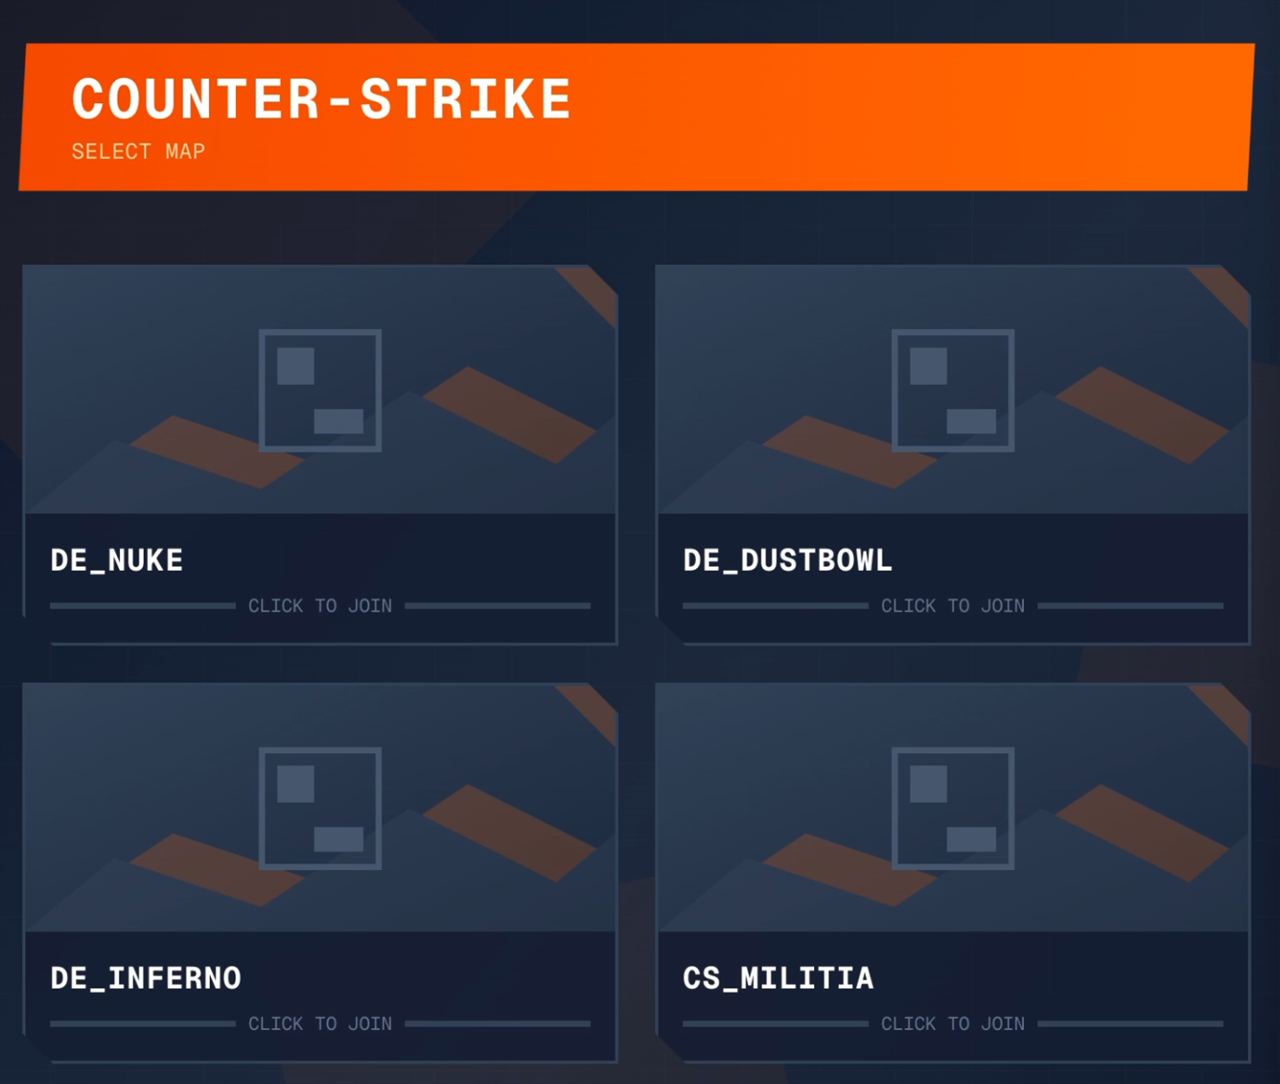 COUNTER-STRIKE
SELECT MAP
DE_NUKE
CLICK TO JOIN
DE_DUSTBOWL
CLICK TO JOIN
DE_INFERNO
CLICK TO JOIN
CS_MILITIA
CLICK TO JOIN